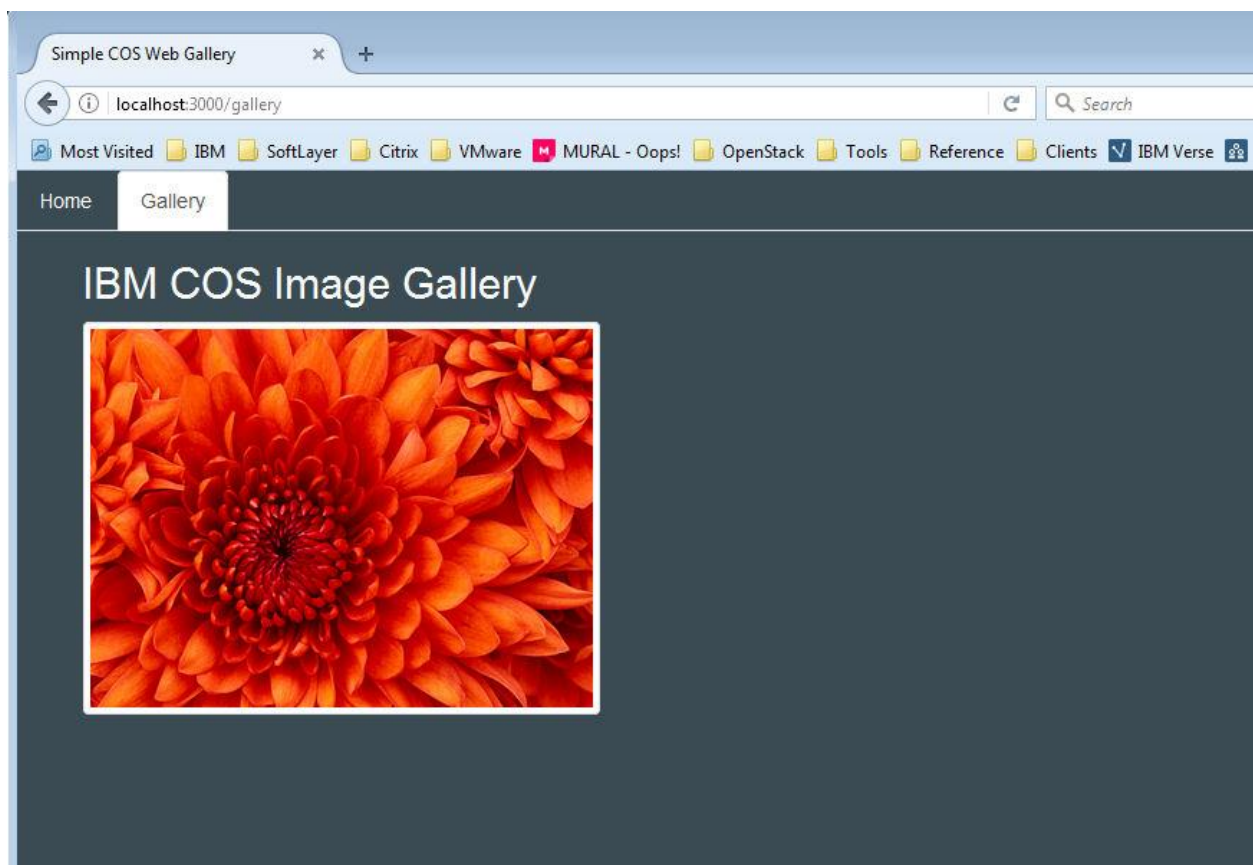 Simple COS Web Gallery
localhost:3000/gallery
Search
Most Visited IBM SoftLayer Citrix VMware M MURAL - Oops! OpenStack Tools Reference Clients IBM Verse
Home Gallery
IBM COS Image Gallery